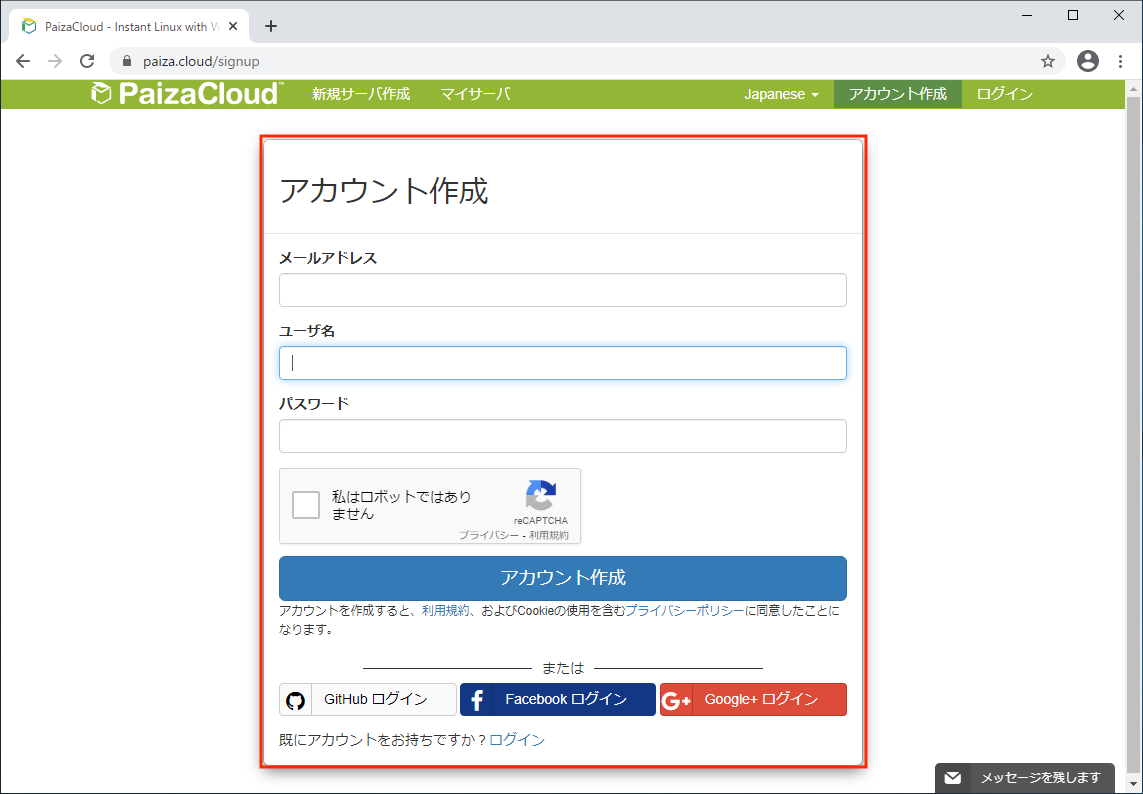 PaizaCloud - Instant Linux with W
paiza.cloud/signup
PaizaCloud™ 新規サーバ作成 マイサーバ Japanese アカウント作成 ログイン
アカウント作成
メールアドレス
ユーザ名
パスワード
私はロボットではあり
ません
reCAPTCHA
プライバシー - 利用規約
アカウント作成
アカウントを作成すると、利用規約、およびCookieの使用を含むプライバシーポリシーに同意したことに
なります。
または
GitHub ログイン Facebook ログイン G+ Google+ ログイン
既にアカウントをお持ちですか？ログイン
メッセージを残します